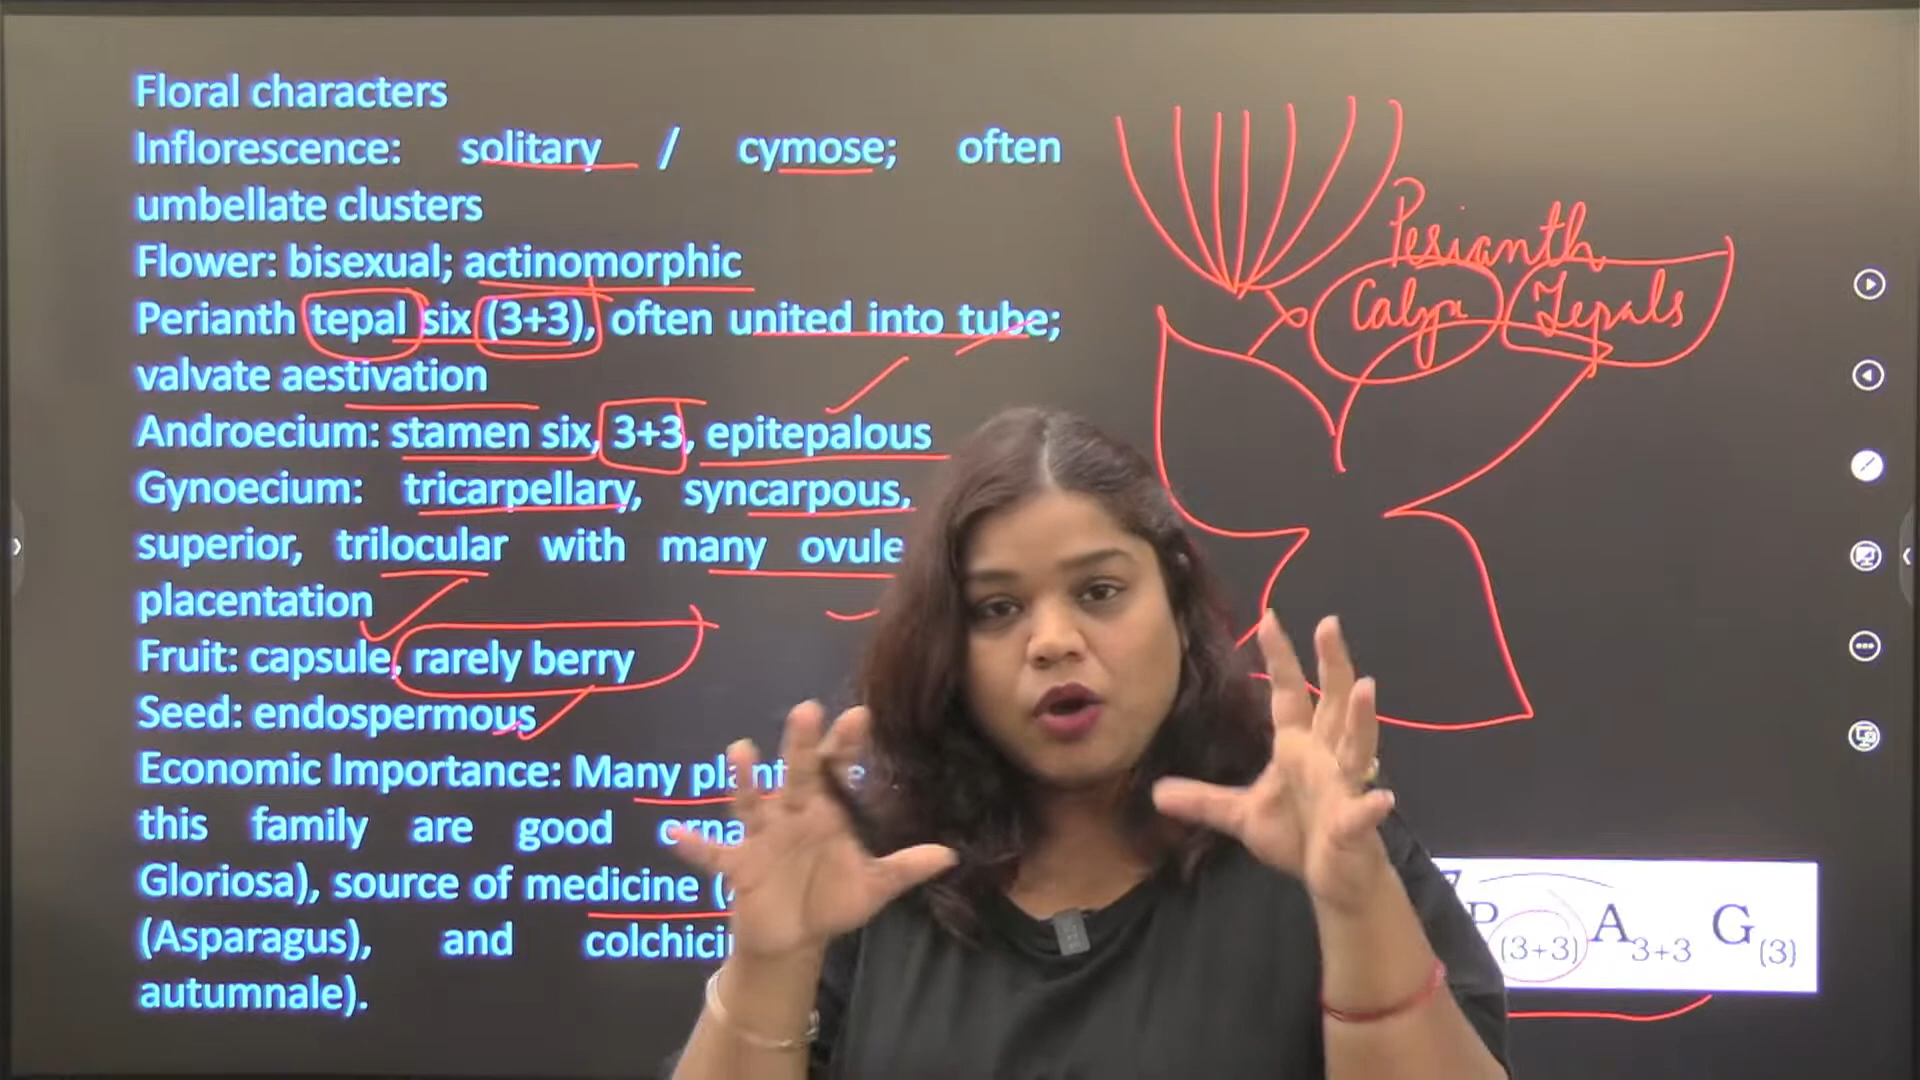 Floral characters
Inflorescence: solitary / cymose; often
umbellate clusters
Flower: bisexual; actinomorphic
Perianth tepal six (3+3), often united into tube;
valvate aestivation
Androecium: stamen six, 3+3, epitepalous
Gynoecium: tricarpellary, syncarpous,
superior, trilocular with many ovule
placentation
Fruit: capsule, rarely berry
Seed: endospermous
Economic Importance: Many plant
this family are good orna
Gloriosa), source of medicine (
(Asparagus), and colchici
autumnale).
Perianth
Tepals
P(3+3) A3+3 G(3)